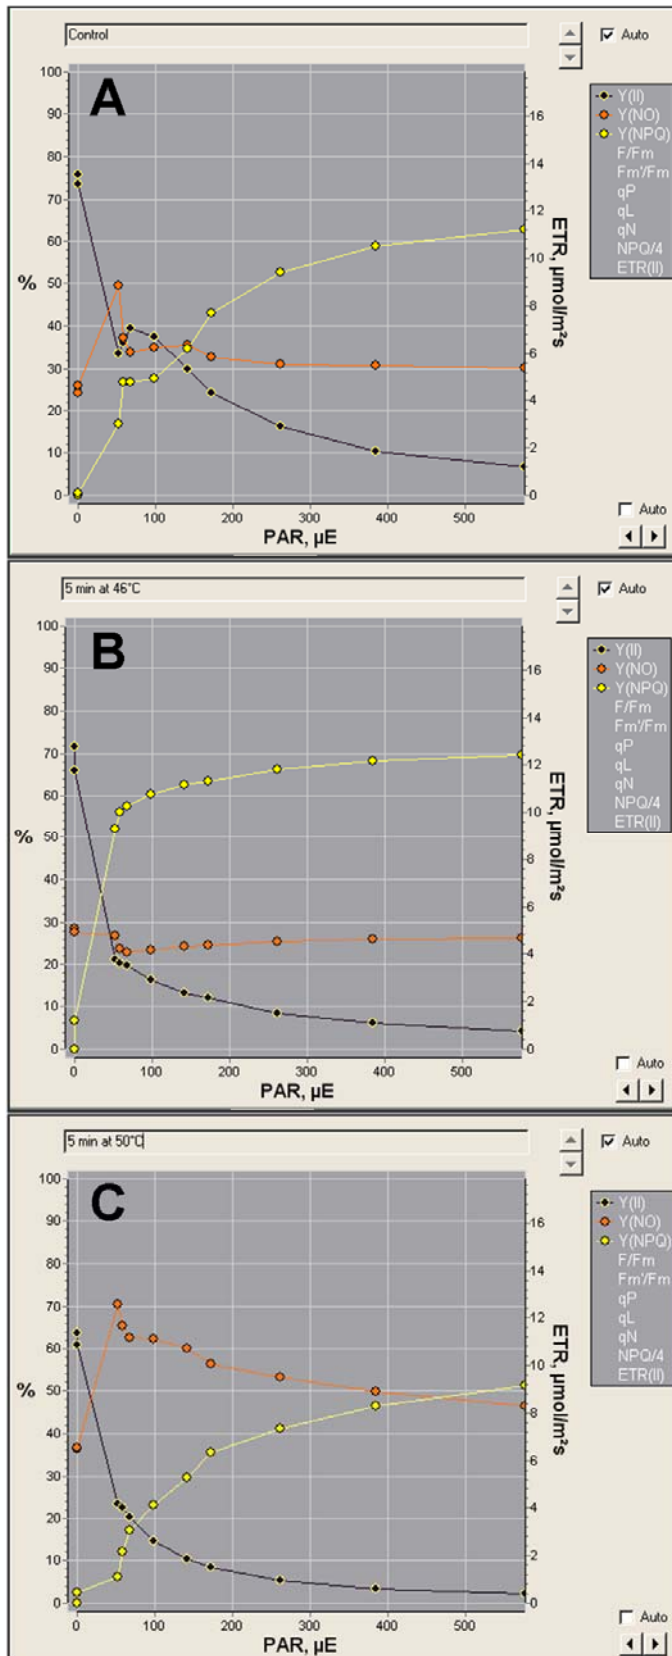 Control
Auto
A
100
90
80
70
60
50
40
30
20
10
0
%
16
14
12
10
8
6
4
2
0
ETR, µmol/m²s
Y(II)
Y(NO)
Y(NPQ)
F/Fm
Fm'/Fm
qP
qL
qN
NPQ/4
ETR(II)
0 100 200 300 400 500
PAR, µE
Auto
5 min at 46°C
Auto
B
100
90
80
70
60
50
40
30
20
10
0
%
16
14
12
10
8
6
4
2
0
ETR, µmol/m²s
Y(II)
Y(NO)
Y(NPQ)
F/Fm
Fm'/Fm
qP
qL
qN
NPQ/4
ETR(II)
0 100 200 300 400 500
PAR, µE
Auto
5 min at 50°C
Auto
C
100
90
80
70
60
50
40
30
20
10
0
%
16
14
12
10
8
6
4
2
0
ETR, µmol/m²s
Y(II)
Y(NO)
Y(NPQ)
F/Fm
Fm'/Fm
qP
qL
qN
NPQ/4
ETR(II)
0 100 200 300 400 500
PAR, µE
Auto